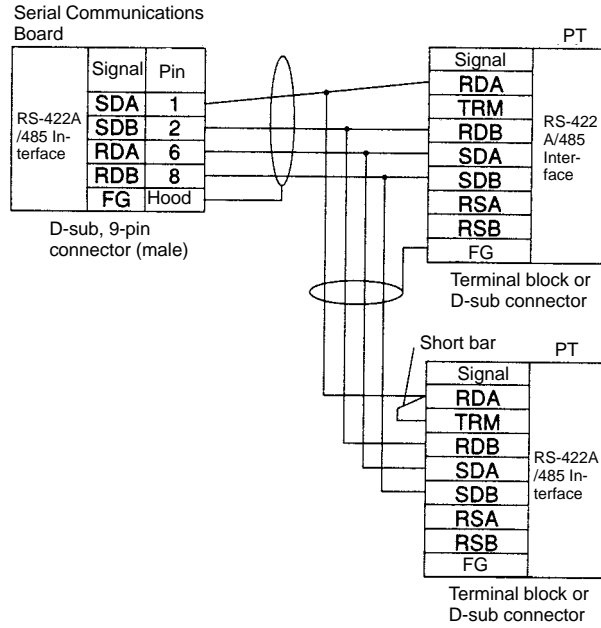 Serial Communications
Board
Signal Pin
RS-422A
/485 In-
terface
SDA 1
SDB 2
RDA 6
RDB 8
FG Hood
D-sub, 9-pin
connector (male)
PT
Signal
RDA
TRM
RDB
SDA
SDB
RSA
RSB
FG
RS-422
A/485
Inter-
face
Terminal block or
D-sub connector
Short bar
PT
Signal
RDA
TRM
RDB
SDA
SDB
RSA
RSB
FG
RS-422A
/485 In-
terface
Terminal block or
D-sub connector